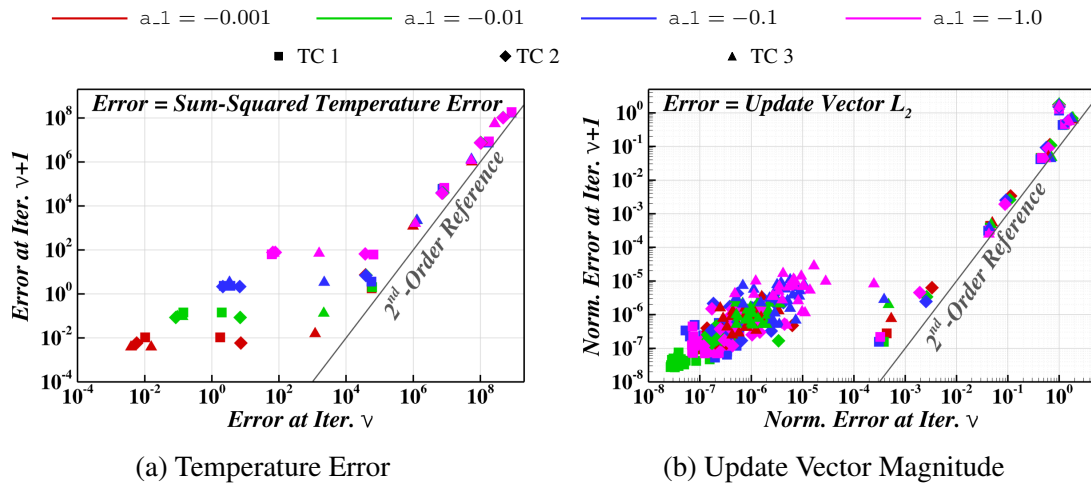 a_1 = −0.001 a_1 = −0.01 a_1 = −0.1 a_1 = −1.0
TC 1 TC 2 TC 3
Error = Sum-Squared Temperature Error
Error at Iter. ν+1
10^8
10^6
10^4
10^2
10^0
10^-2
10^-4
2nd-Order Reference
10^-4 10^-2 10^0 10^2 10^4 10^6 10^8
Error at Iter. ν
(a) Temperature Error
Error = Update Vector L_2
Norm. Error at Iter. ν+1
10^0
10^-1
10^-2
10^-3
10^-4
10^-5
10^-6
10^-7
10^-8
2nd-Order Reference
10^-8 10^-7 10^-6 10^-5 10^-4 10^-3 10^-2 10^-1 10^0
Norm. Error at Iter. ν
(b) Update Vector Magnitude